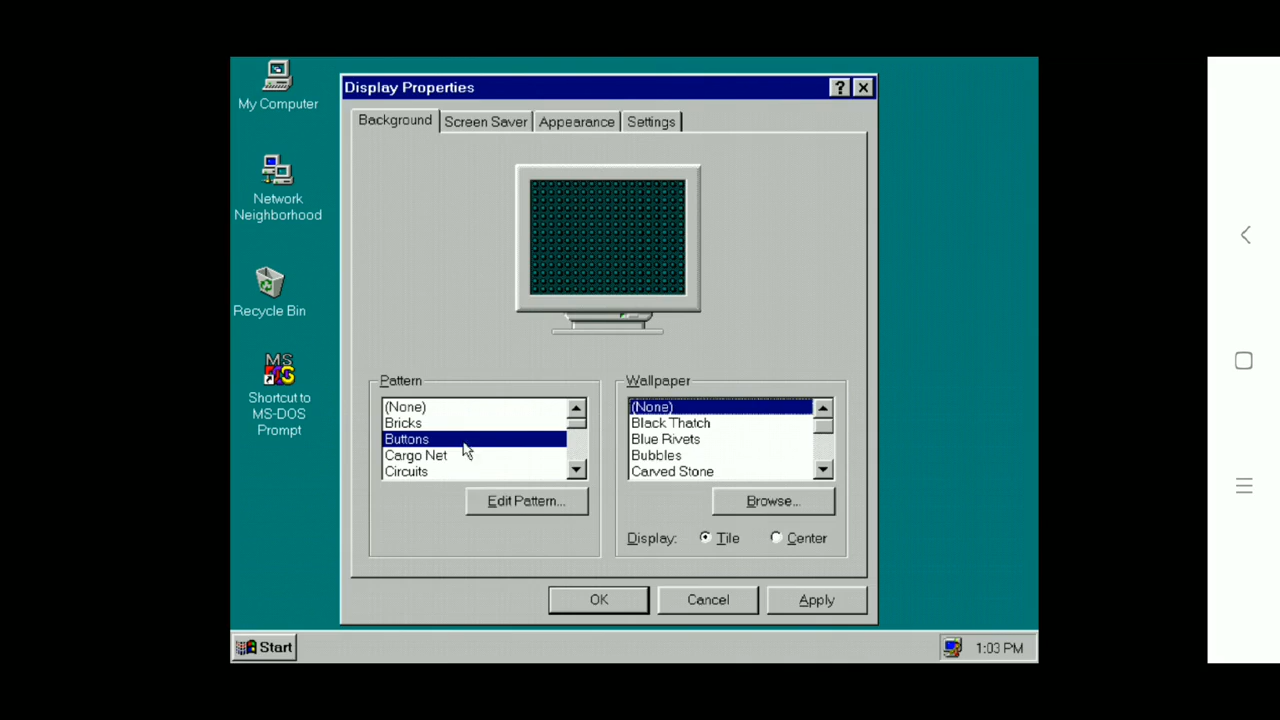 My Computer
Network
Neighborhood
Recycle Bin
MS
Shortcut to
MS-DOS
Prompt
Display Properties
?
Background
Screen Saver
Appearance
Settings
Pattern
(None)
Bricks
Buttons
Cargo Net
Circuits
Edit Pattern...
Wallpaper
(None)
Black Thatch
Blue Rivets
Bubbles
Carved Stone
Browse...
Display:
Tile
Center
OK
Cancel
Apply
Start
1:03 PM